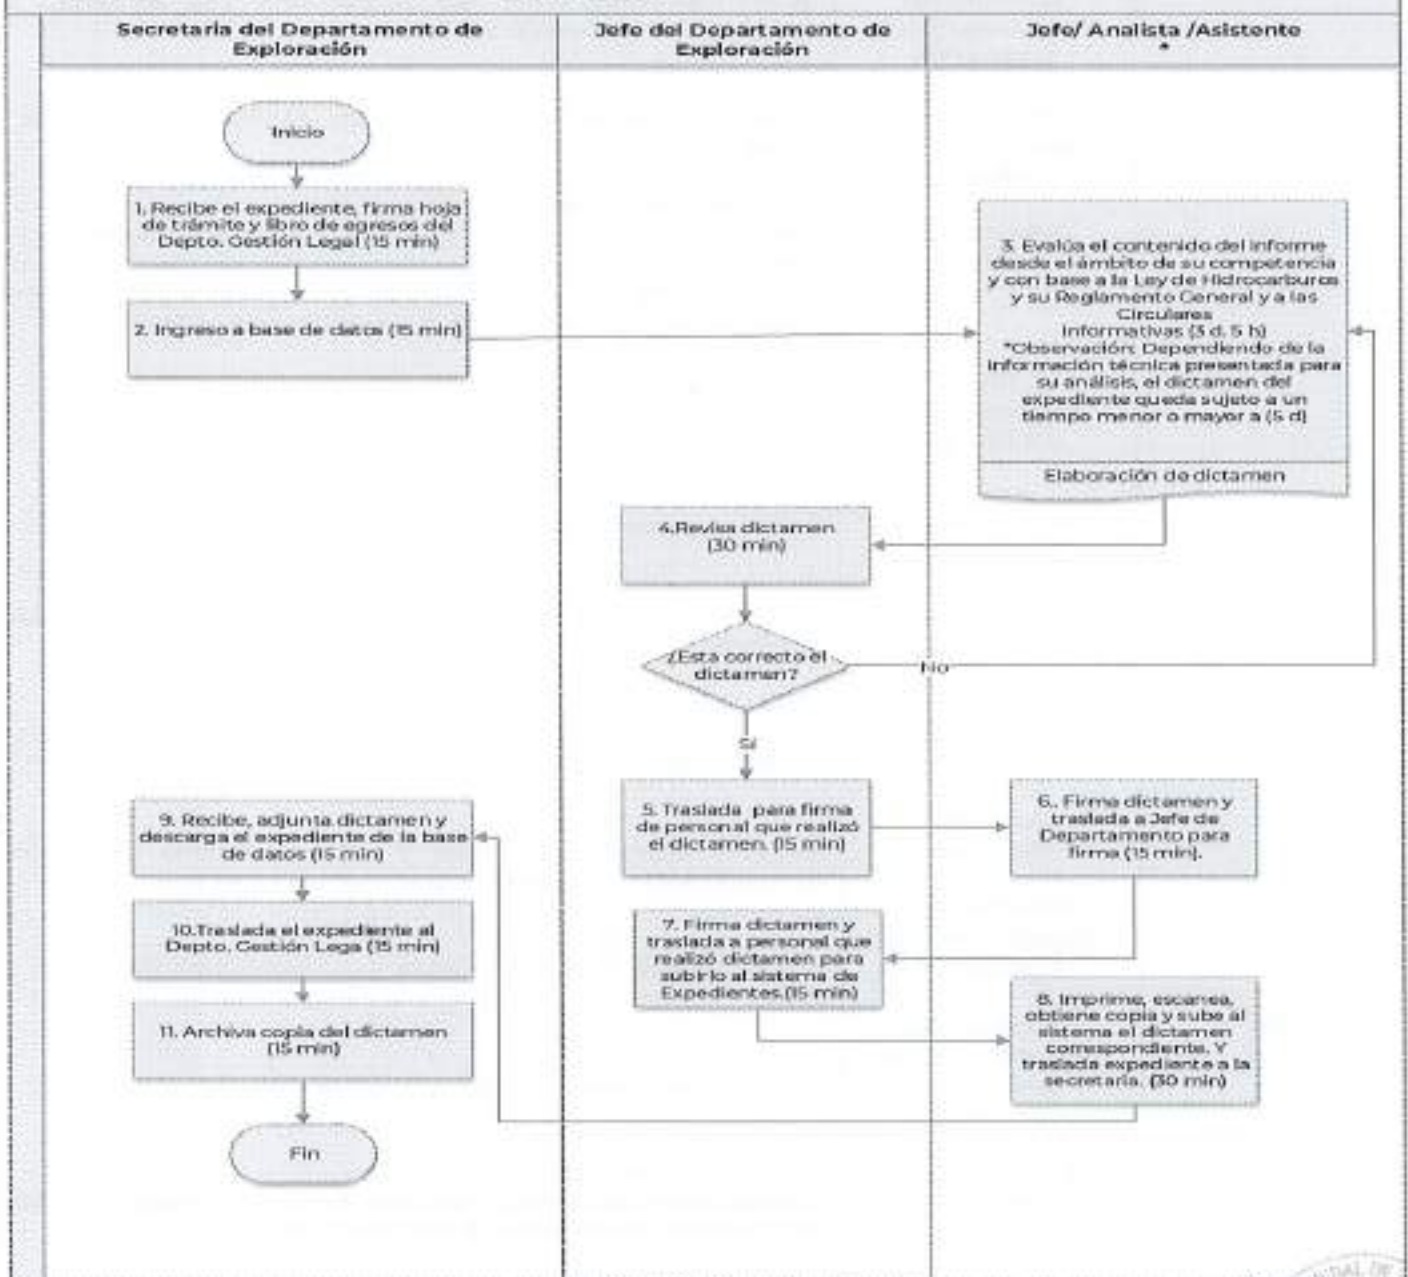 Secretaria del Departamento de
Exploración
Jefe del Departamento de
Exploración
Jefe/ Analista /Asistente
*
Inicio
1. Recibe el expediente, firma hoja
de trámite y libro de egresos del
Depto. Gestión Legal (15 min)
2. Ingreso a base de datos (15 min)
3. Evalúa el contenido del informe
desde el ámbito de su competencia
y con base a la Ley de Hidrocarburos
y su Reglamento General y a las
Circulares
Informativas (3 d, 5 h)
*Observación: Dependiendo de la
información técnica presentada para
su análisis, el dictamen del
expediente queda sujeto a un
tiempo menor o mayor a (5 d)
Elaboración de dictamen
4.Revisa dictamen
(30 min)
¿Esta correcto el
dictamen?
No
Sí
5. Traslada para firma
de personal que realizó
el dictamen. (15 min)
6.. Firma dictamen y
traslada a Jefe de
Departamento para
firma (15 min).
7. Firma dictamen y
traslada a personal que
realizó dictamen para
subirlo al sistema de
Expedientes.(15 min)
8. Imprime, escanea,
obtiene copia y sube al
sistema el dictamen
correspondiente. Y
traslada expediente a la
secretaria. (30 min)
9. Recibe, adjunta dictamen y
descarga el expediente de la base
de datos (15 min)
10.Traslada el expediente al
Depto. Gestión Lega (15 min)
11. Archiva copia del dictamen
(15 min)
Fin